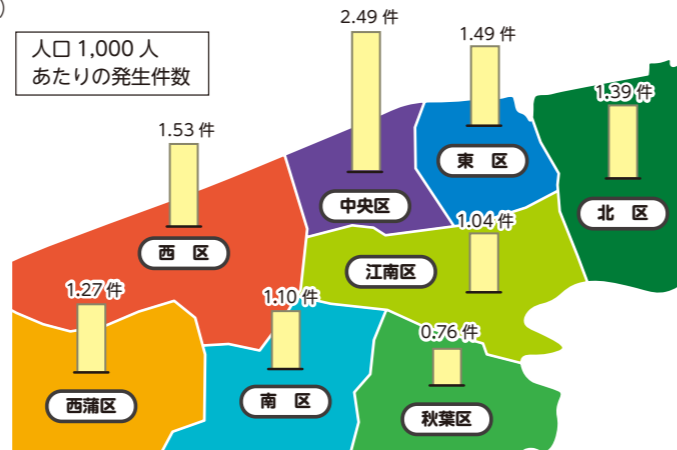 )
人口 1,000 人
あたりの発生件数
2.49 件
1.49 件
1.39 件
1.53 件
東 区
中央区
北 区
1.04 件
西 区
江南区
1.27 件
1.10 件
0.76 件
西蒲区
南 区
秋葉区